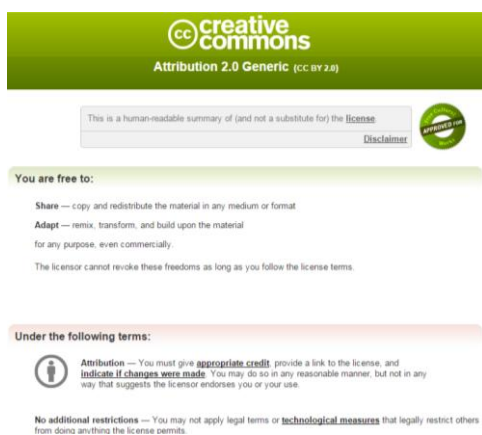 cc creative commons
Attribution 2.0 Generic (CC BY 2.0)
This is a human-readable summary of (and not a substitute for) the license.
Disclaimer
APPROVED FOR
You are free to:
Share — copy and redistribute the material in any medium or format
Adapt — remix, transform, and build upon the material
for any purpose, even commercially.
The licensor cannot revoke these freedoms as long as you follow the license terms.
Under the following terms:
Attribution — You must give appropriate credit, provide a link to the license, and
indicate if changes were made. You may do so in any reasonable manner, but not in any
way that suggests the licensor endorses you or your use.
No additional restrictions — You may not apply legal terms or technological measures that legally restrict others
from doing anything the license permits.